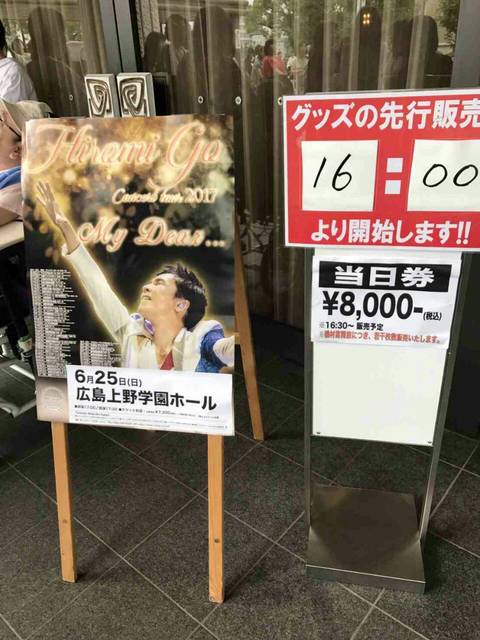 Hiromi Go
Concert tour 2017
My Dear...
6月25日(日)
広島上野学園ホール
グッズの先行販売
16:00
より開始します!!
当日券
¥8,000-(税込)
※16:30~ 販売予定